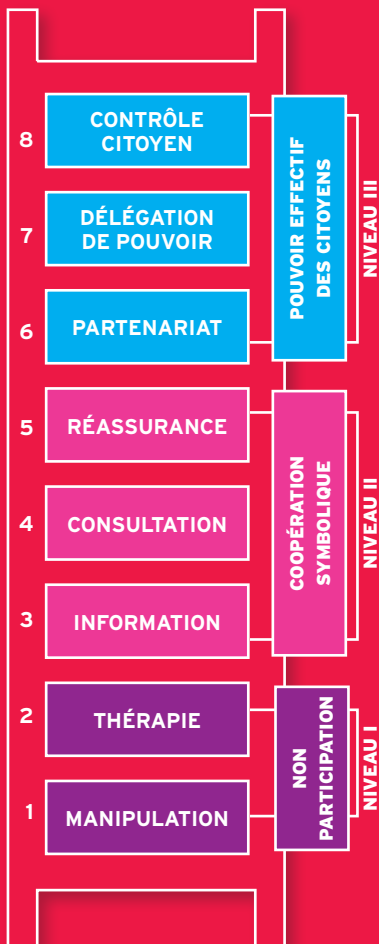 8
CONTRÔLE
CITOYEN
7
DÉLÉGATION
DE POUVOIR
6
PARTENARIAT
POUVOIR EFFECTIF
DES CITOYENS
NIVEAU III
5
RÉASSURANCE
4
CONSULTATION
3
INFORMATION
COOPÉRATION
SYMBOLIQUE
NIVEAU II
2
THÉRAPIE
1
MANIPULATION
NON
PARTICIPATION
NIVEAU I